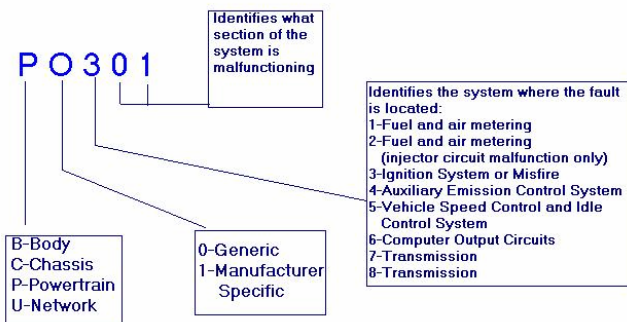 Identifies what
section of the
system is
malfunctioning
P O 3 0 1
Identifies the system where the fault
is located:
1-Fuel and air metering
2-Fuel and air metering
(injector circuit malfunction only)
3-Ignition System or Misfire
4-Auxiliary Emission Control System
5-Vehicle Speed Control and Idle
Control System
6-Computer Output Circuits
7-Transmission
8-Transmission
B-Body
C-Chassis
P-Powertrain
U-Network
0-Generic
1-Manufacturer
Specific